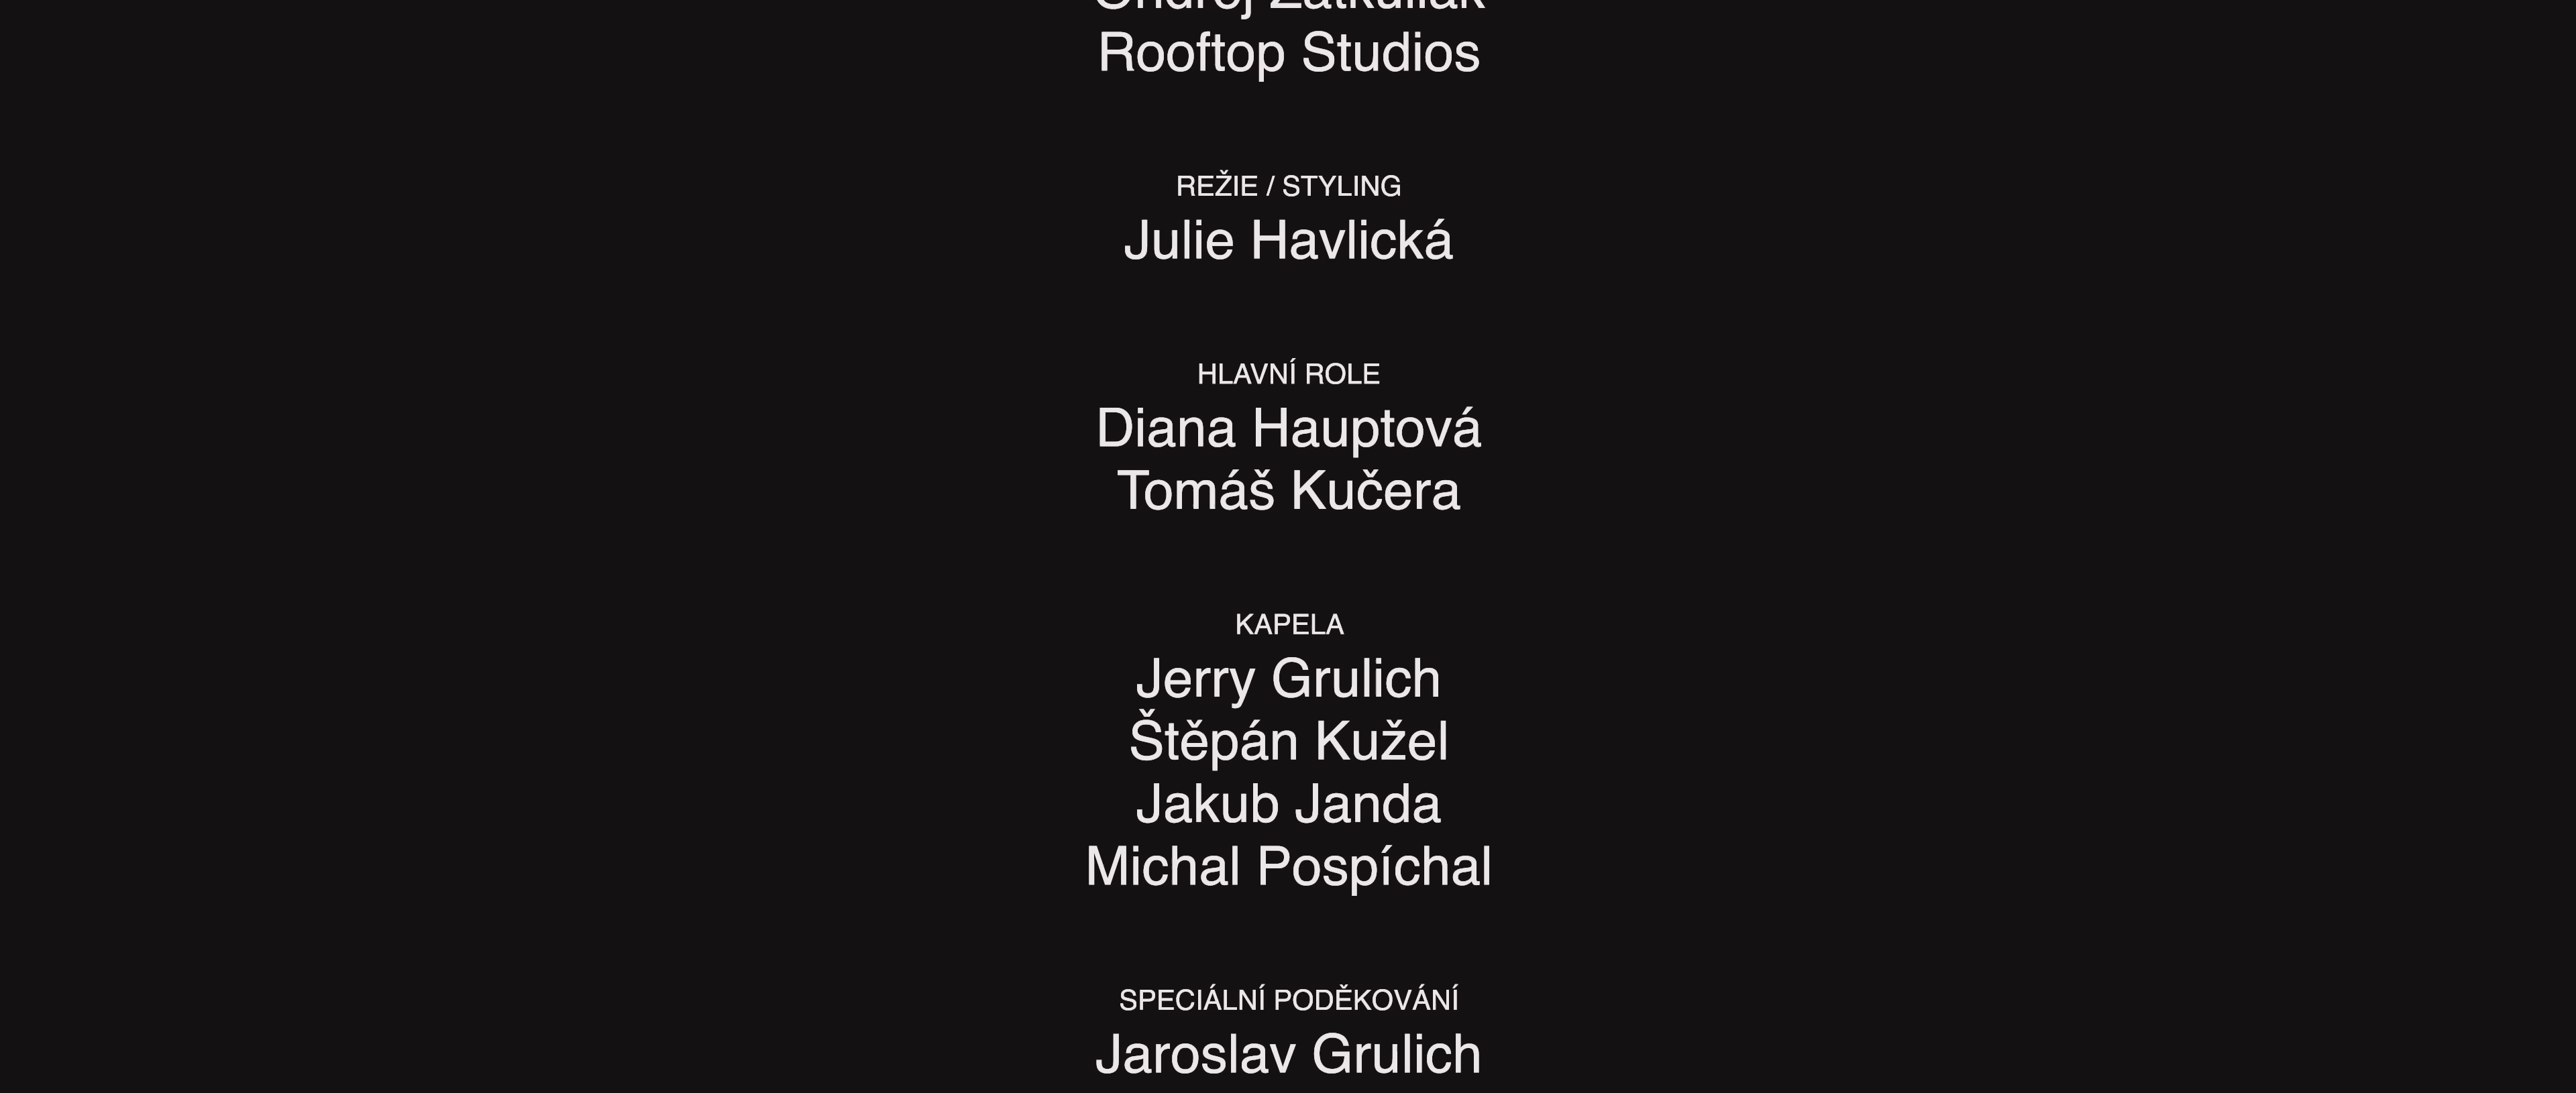 Rooftop Studios
REŽIE / STYLING
Julie Havlická
HLAVNÍ ROLE
Diana Hauptová
Tomáš Kučera
KAPELA
Jerry Grulich
Štěpán Kužel
Jakub Janda
Michal Pospíchal
SPECIÁLNÍ PODĚKOVÁNÍ
Jaroslav Grulich